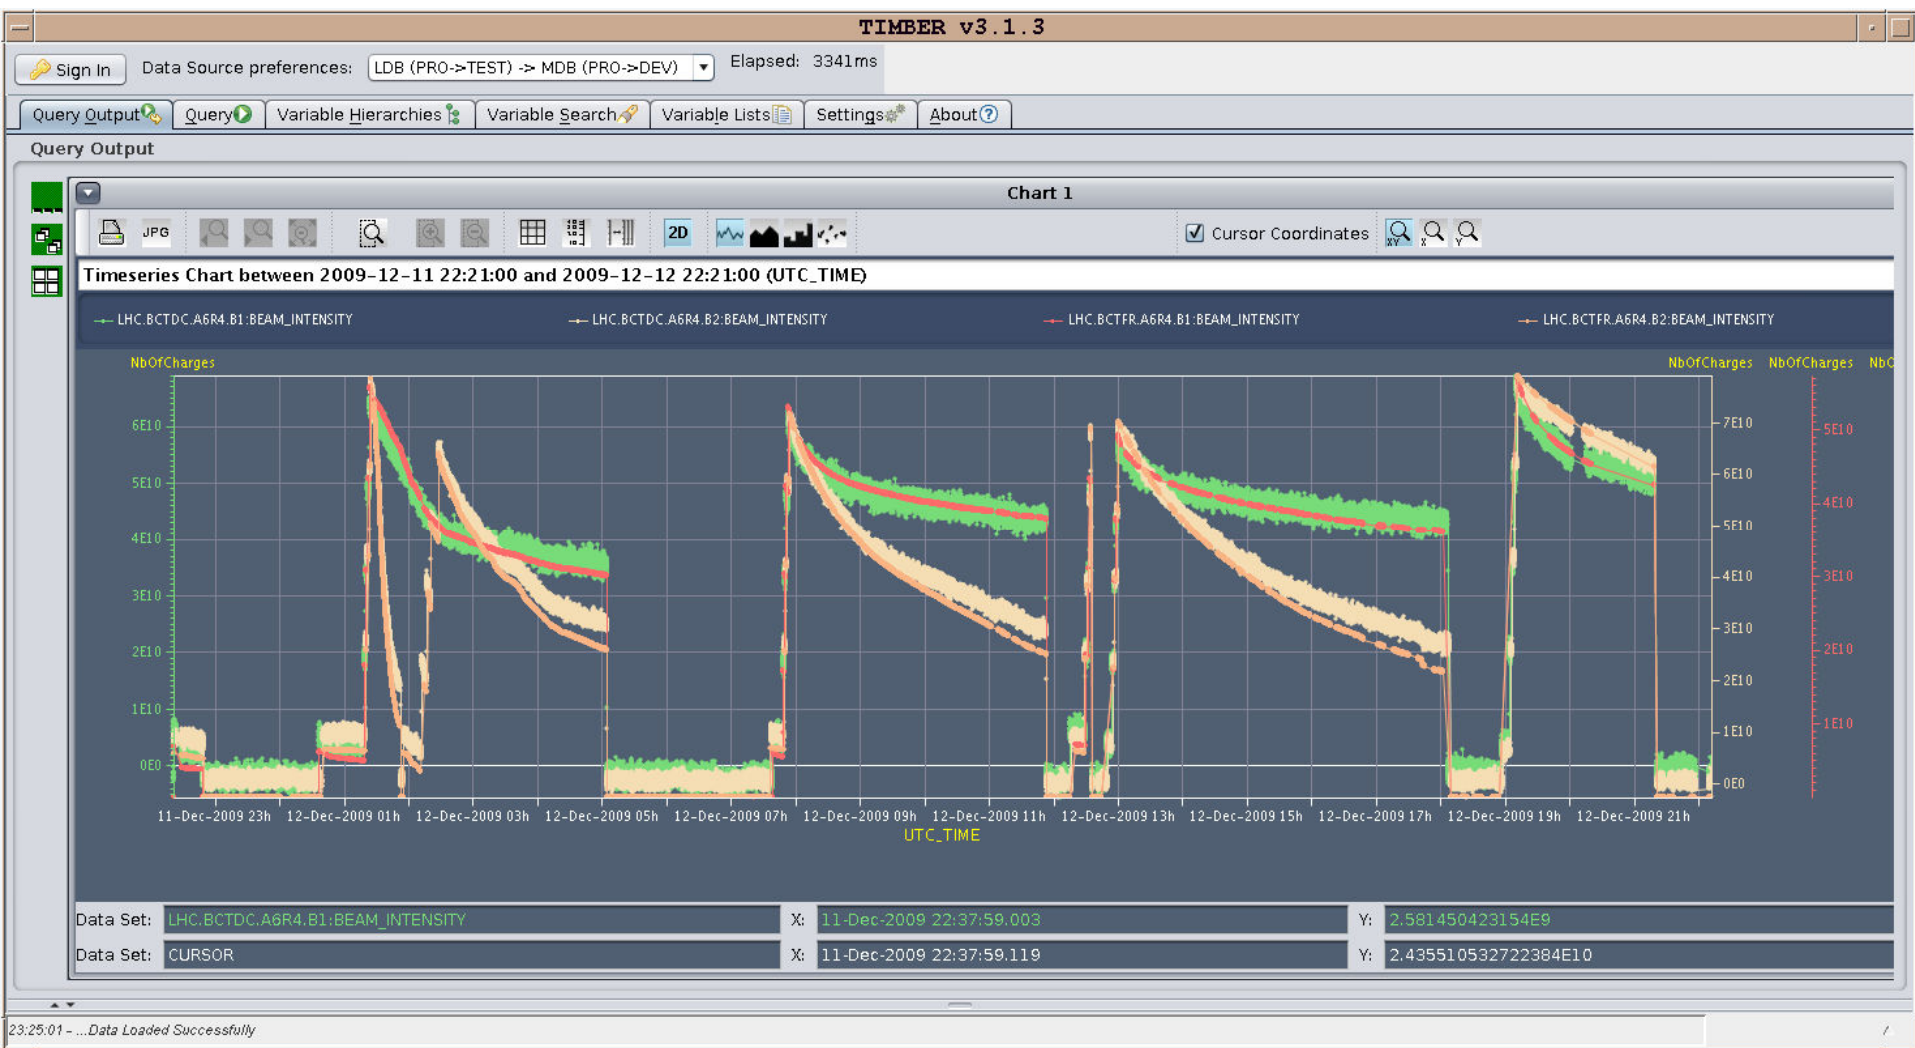 TIMBER v3.1.3
Sign In Data Source preferences: LDB (PRO->TEST) -> MDB (PRO->DEV) Elapsed: 3341ms
Query Output Query Variable Hierarchies Variable Search Variable Lists Settings About
Query Output
Chart 1
JPG 2D Cursor Coordinates XY X Y
Timeseries Chart between 2009-12-11 22:21:00 and 2009-12-12 22:21:00 (UTC_TIME)
LHC.BCTDC.A6R4.B1:BEAM_INTENSITY LHC.BCTDC.A6R4.B2:BEAM_INTENSITY LHC.BCTFR.A6R4.B1:BEAM_INTENSITY LHC.BCTFR.A6R4.B2:BEAM_INTENSITY
NbOfCharges NbOfCharges NbOfCharges NbO
6E10 7E10 5E10
5E10 6E10
4E10 5E10 4E10
3E10 4E10 3E10
2E10 3E10 2E10
1E10 2E10 1E10
0E0 1E10
0E0
11-Dec-2009 23h 12-Dec-2009 01h 12-Dec-2009 03h 12-Dec-2009 05h 12-Dec-2009 07h 12-Dec-2009 09h 12-Dec-2009 11h 12-Dec-2009 13h 12-Dec-2009 15h 12-Dec-2009 17h 12-Dec-2009 19h 12-Dec-2009 21h
UTC_TIME
Data Set: LHC.BCTDC.A6R4.B1:BEAM_INTENSITY X: 11-Dec-2009 22:37:59.003 Y: 2.581450423154E9
Data Set: CURSOR X: 11-Dec-2009 22:37:59.119 Y: 2.435510532722384E10
23:25:01 - ...Data Loaded Successfully